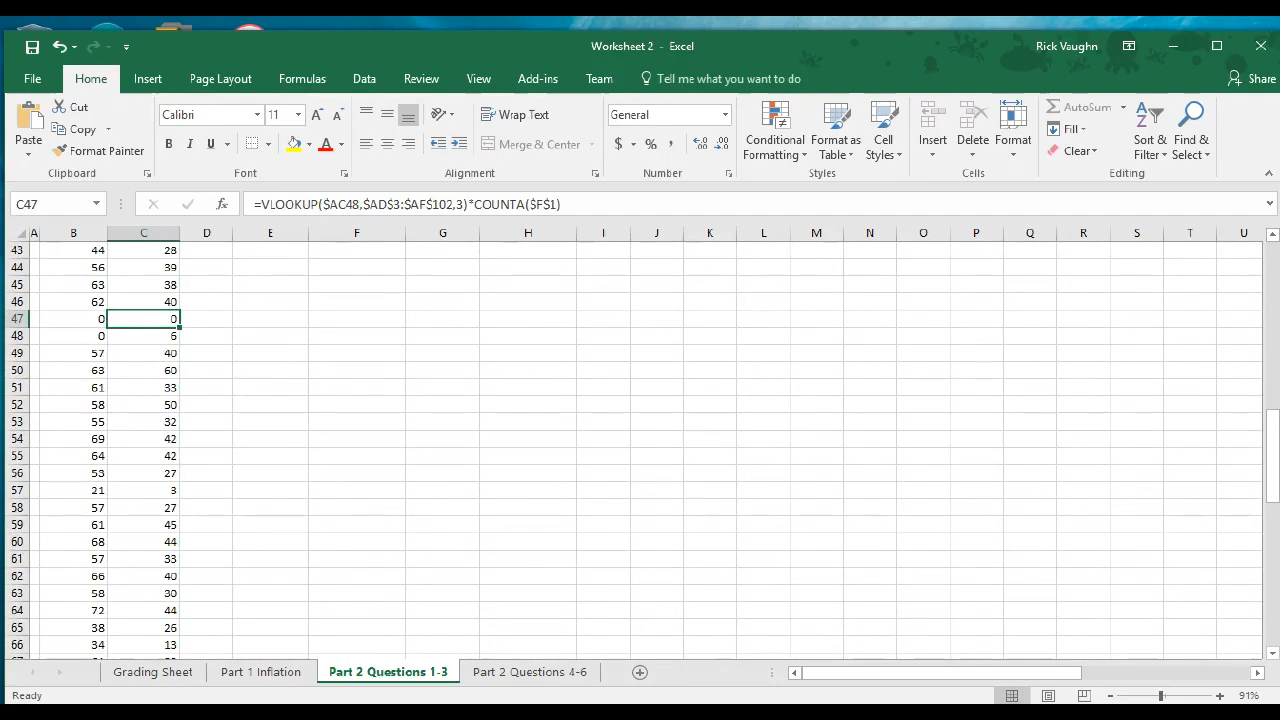 Worksheet 2 - Excel
Rick Vaughn
File Home Insert Page Layout Formulas Data Review View Add-ins Team Tell me what you want to do Share
Cut
Copy
Format Painter
Paste
Clipboard
Calibri 11
B I U
Font
Wrap Text
Merge & Center
Alignment
General
$ % ,
Number
Conditional Formatting
Format as Table
Cell Styles
Styles
Insert Delete Format
Cells
AutoSum
Fill
Clear
Sort & Filter
Find & Select
Editing
C47 fx =VLOOKUP($AC48,$AD$3:$AF$102,3)*COUNTA($F$1)
A B C D E F G H I J K L M N O P Q R S T U
43 44 28
44 56 39
45 63 38
46 62 40
47 0 0
48 0 6
49 57 40
50 63 60
51 61 33
52 58 50
53 55 32
54 69 42
55 64 42
56 53 27
57 21 3
58 57 27
59 61 45
60 68 44
61 57 33
62 66 40
63 58 30
64 72 44
65 38 26
66 34 13
Grading Sheet Part 1 Inflation Part 2 Questions 1-3 Part 2 Questions 4-6
Ready 91%